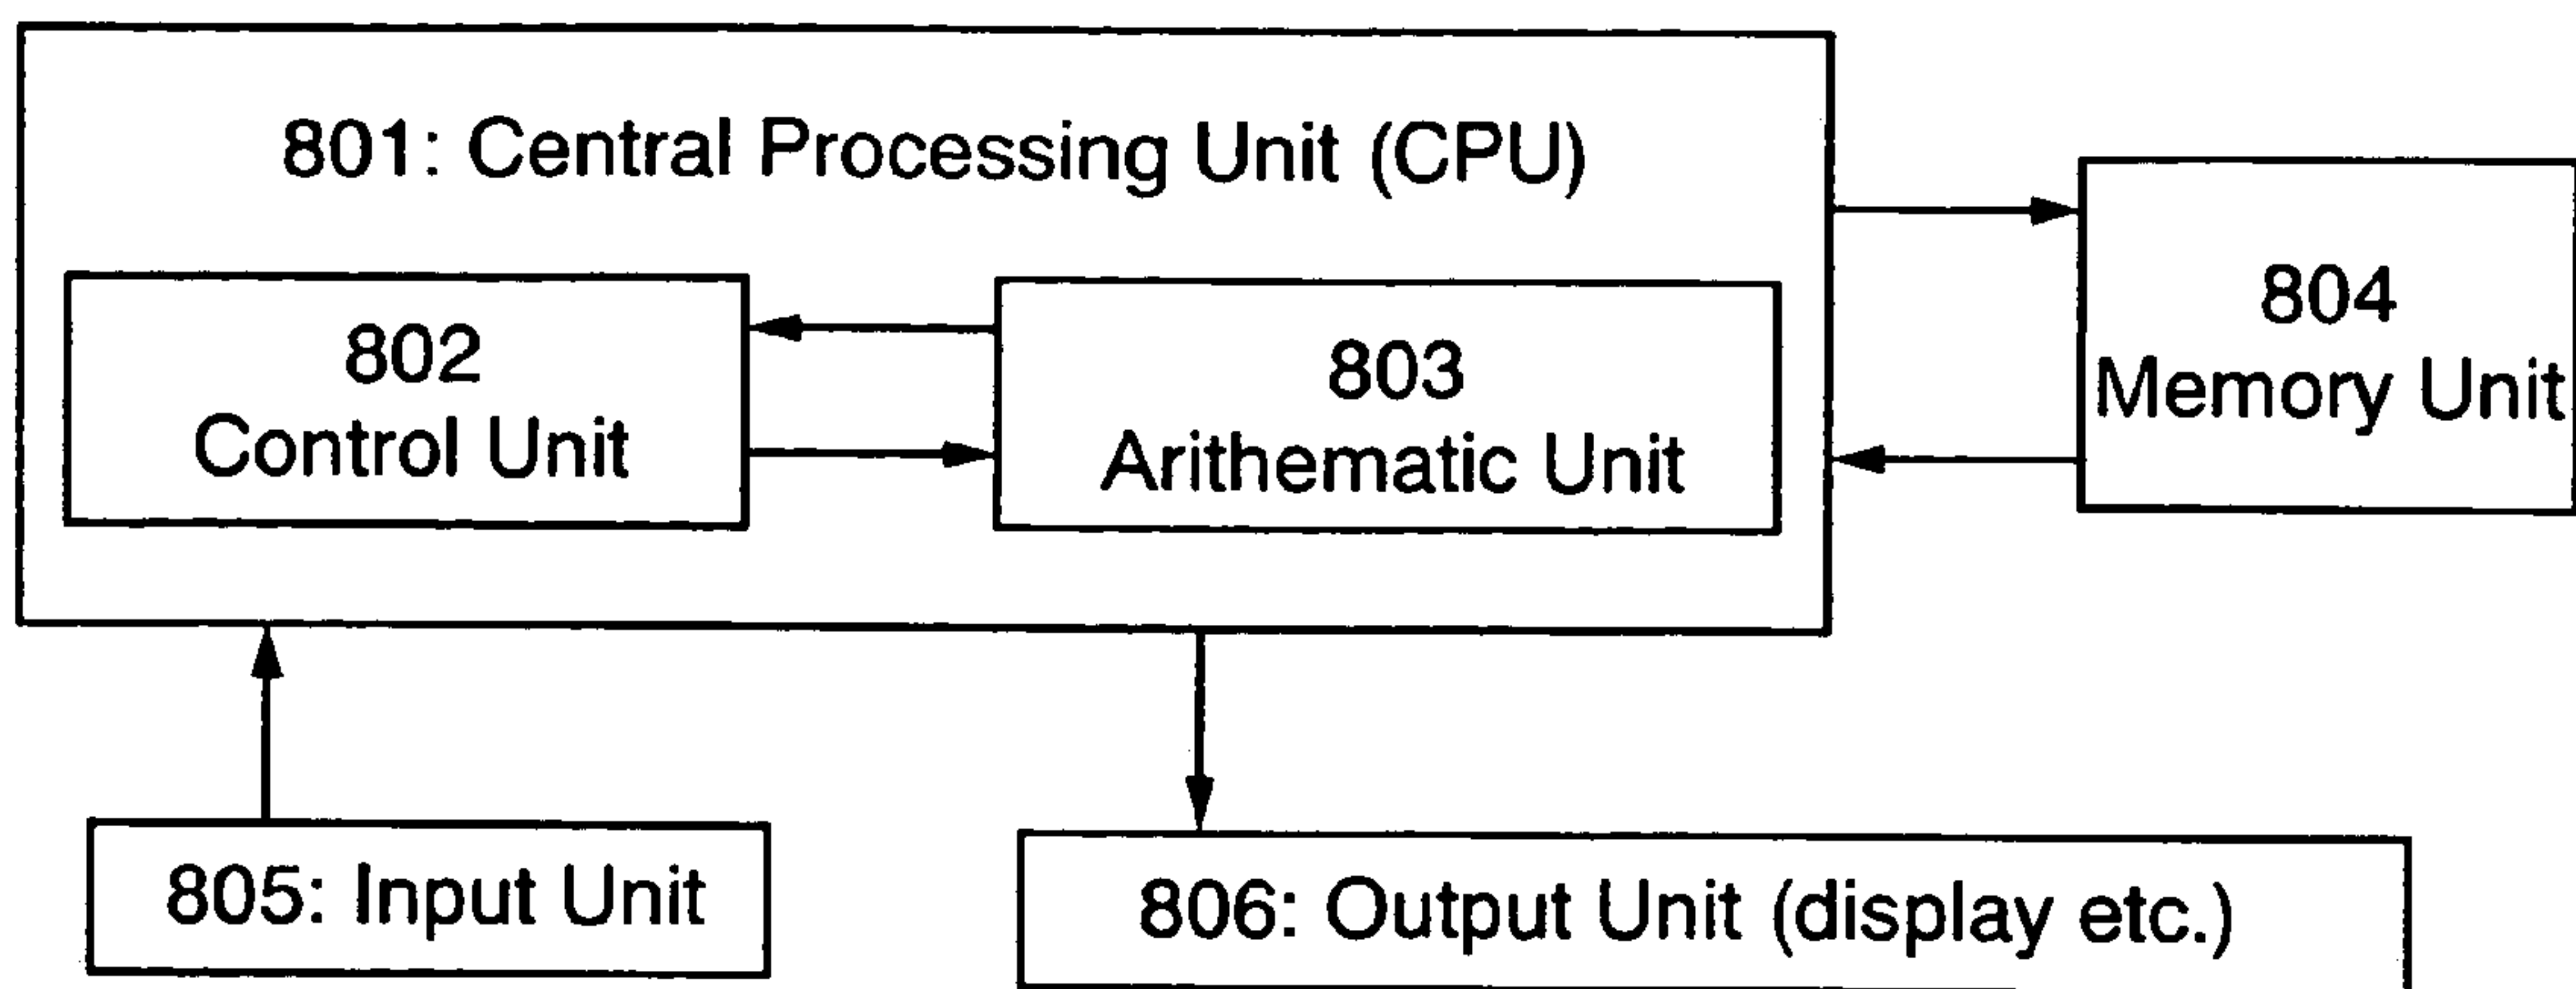 801: Central Processing Unit (CPU)
802
Control Unit
803
Arithematic Unit
804
Memory Unit
805: Input Unit
806: Output Unit (display etc.)